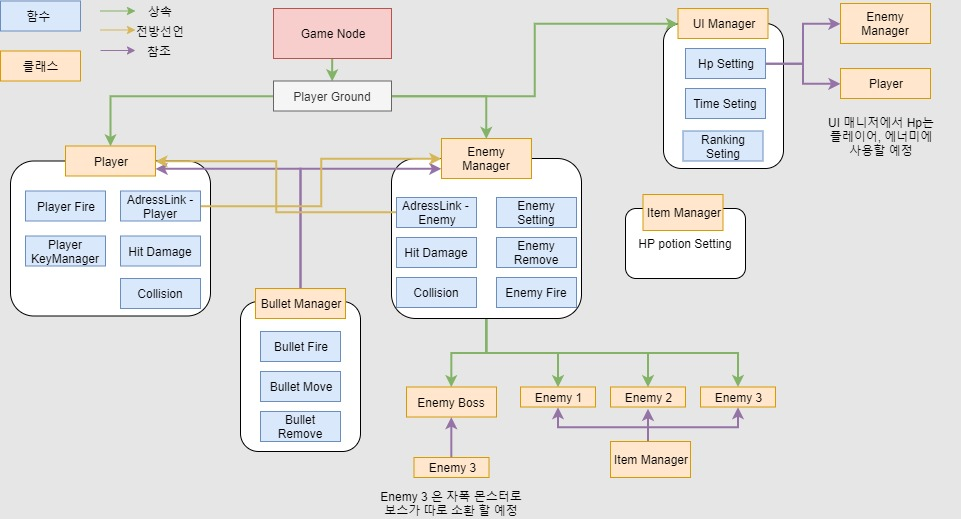 함수
클래스
상속
전방선언
참조
Game Node
Player Ground
UI Manager
Hp Setting
Time Seting
Ranking
Seting
Enemy
Manager
Player
UI 매니저에서 Hp는
플레이어, 에너미에
사용할 예정
Player
Player Fire
AdressLink -
Player
Player
KeyManager
Hit Damage
Collision
Enemy
Manager
AdressLink -
Enemy
Enemy
Setting
Hit Damage
Enemy
Remove
Collision
Enemy Fire
Item Manager
HP potion Setting
Bullet Manager
Bullet Fire
Bullet Move
Bullet
Remove
Enemy Boss
Enemy 1
Enemy 2
Enemy 3
Enemy 3
Item Manager
Enemy 3 은 자폭 몬스터로
보스가 따로 소환 할 예정